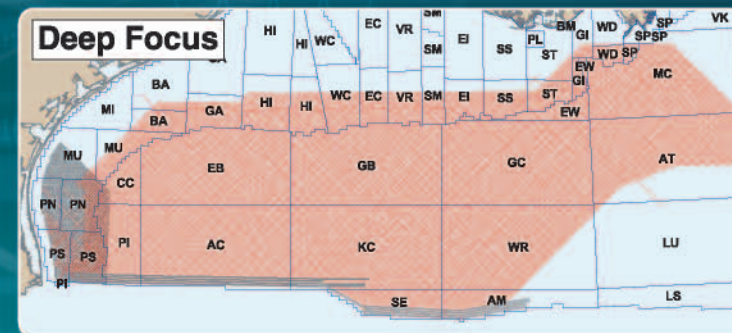 Deep Focus
HI
HI
WC
EC
VR
SM
SM
EI
SS
PL
ST
BM
GI
WD
SP
SPSP
VK
BA
MI
BA
GA
HI
HI
WC
EC
VR
SM
EI
SS
ST
GI
EW
WD
SP
EW
MC
MU
MU
CC
EB
GB
GC
AT
PN
PN
PS
PS
PI
PI
AC
KC
WR
LU
SE
AM
LS